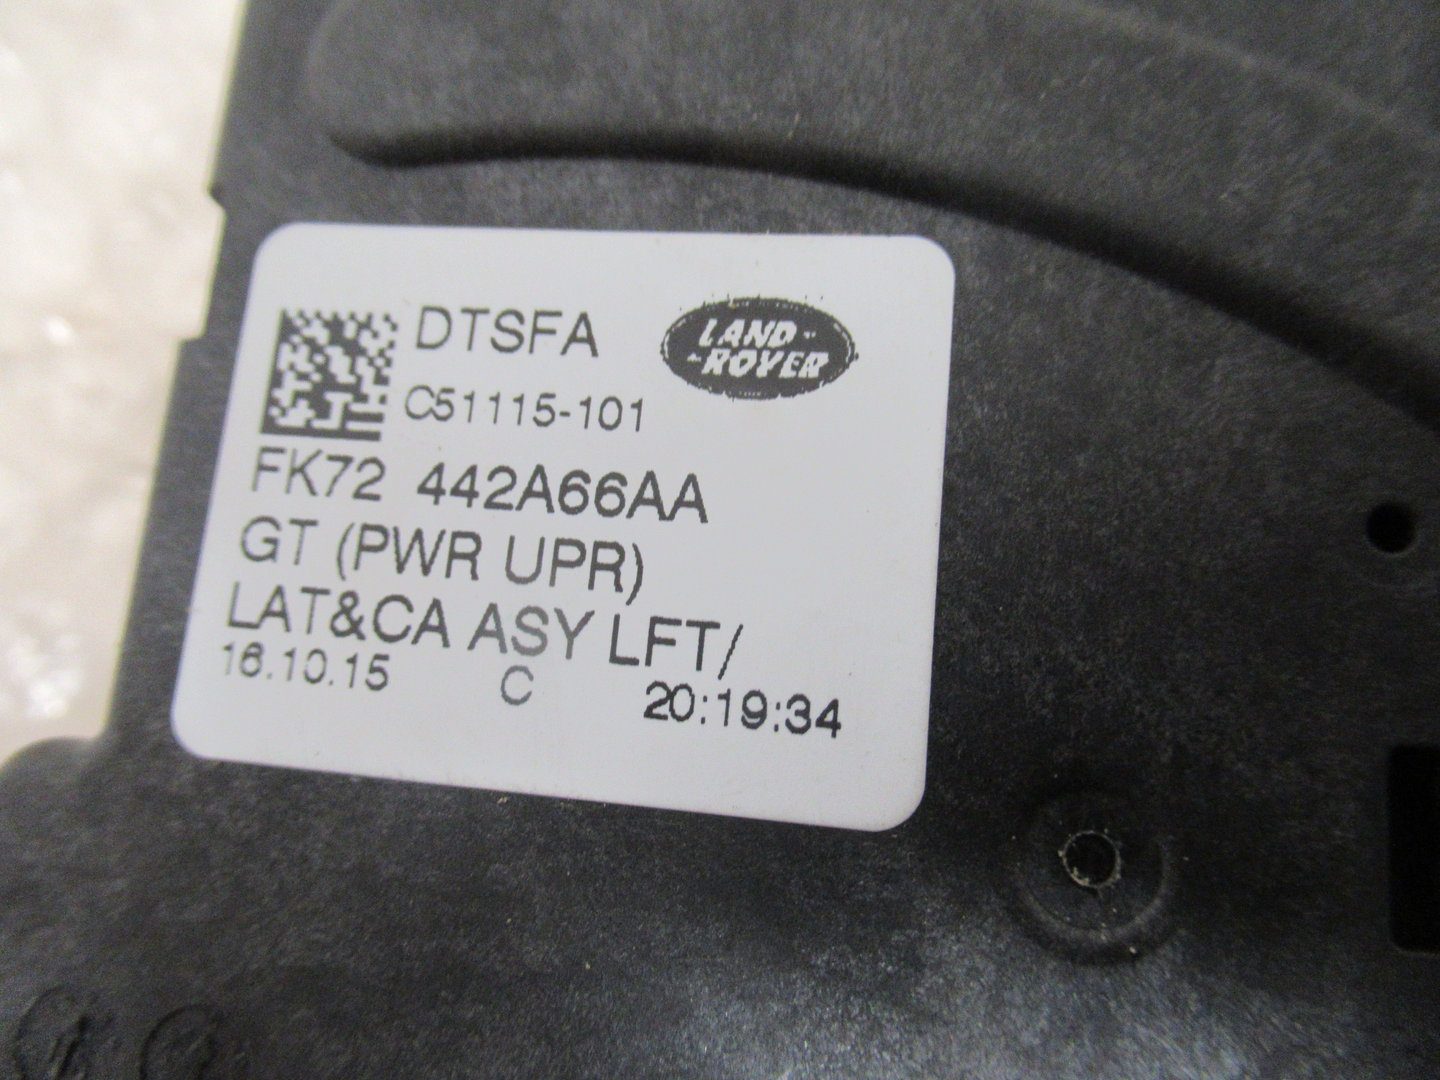 DTSFA
LAND-
-ROVER
C51115-101
FK72 442A66AA
GT (PWR UPR)
LAT&CA ASY LFT/
16.10.15 C 20:19:34